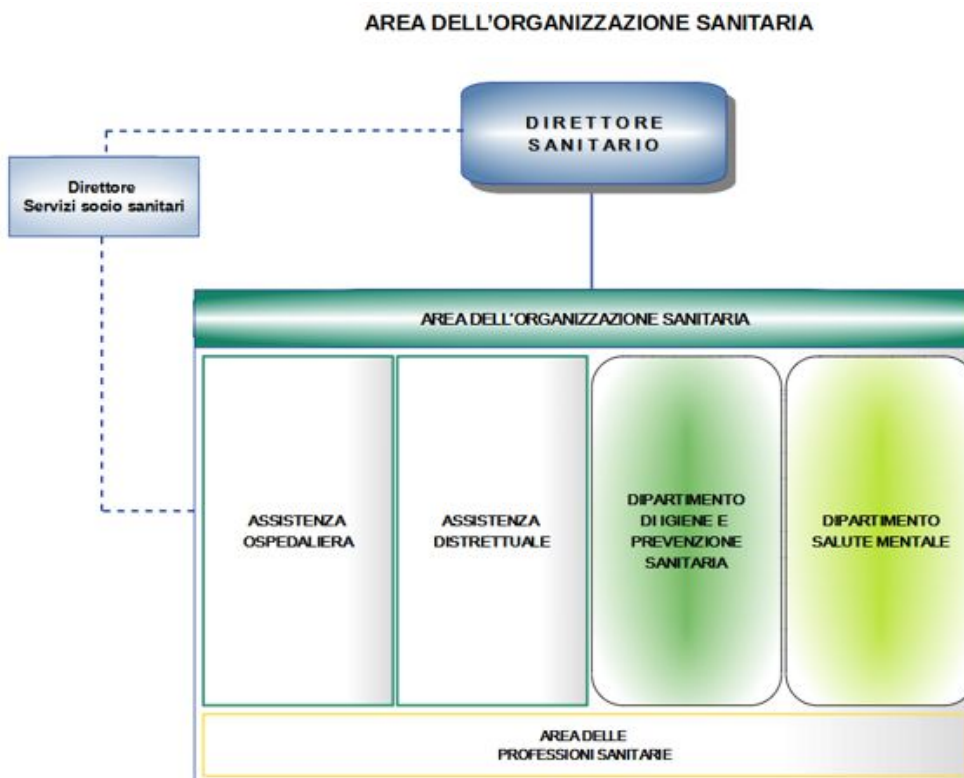 AREA DELL'ORGANIZZAZIONE SANITARIA
DIRETTORE
SANITARIO
Direttore
Servizi socio sanitari
AREA DELL'ORGANIZZAZIONE SANITARIA
ASSISTENZA
OSPEDALIERA
ASSISTENZA
DISTRETTUALE
DIPARTIMENTO
DI IGIENE E
PREVENZIONE
SANITARIA
DIPARTIMENTO
SALUTE MENTALE
AREA DELLE
PROFESSIONI SANITARIE